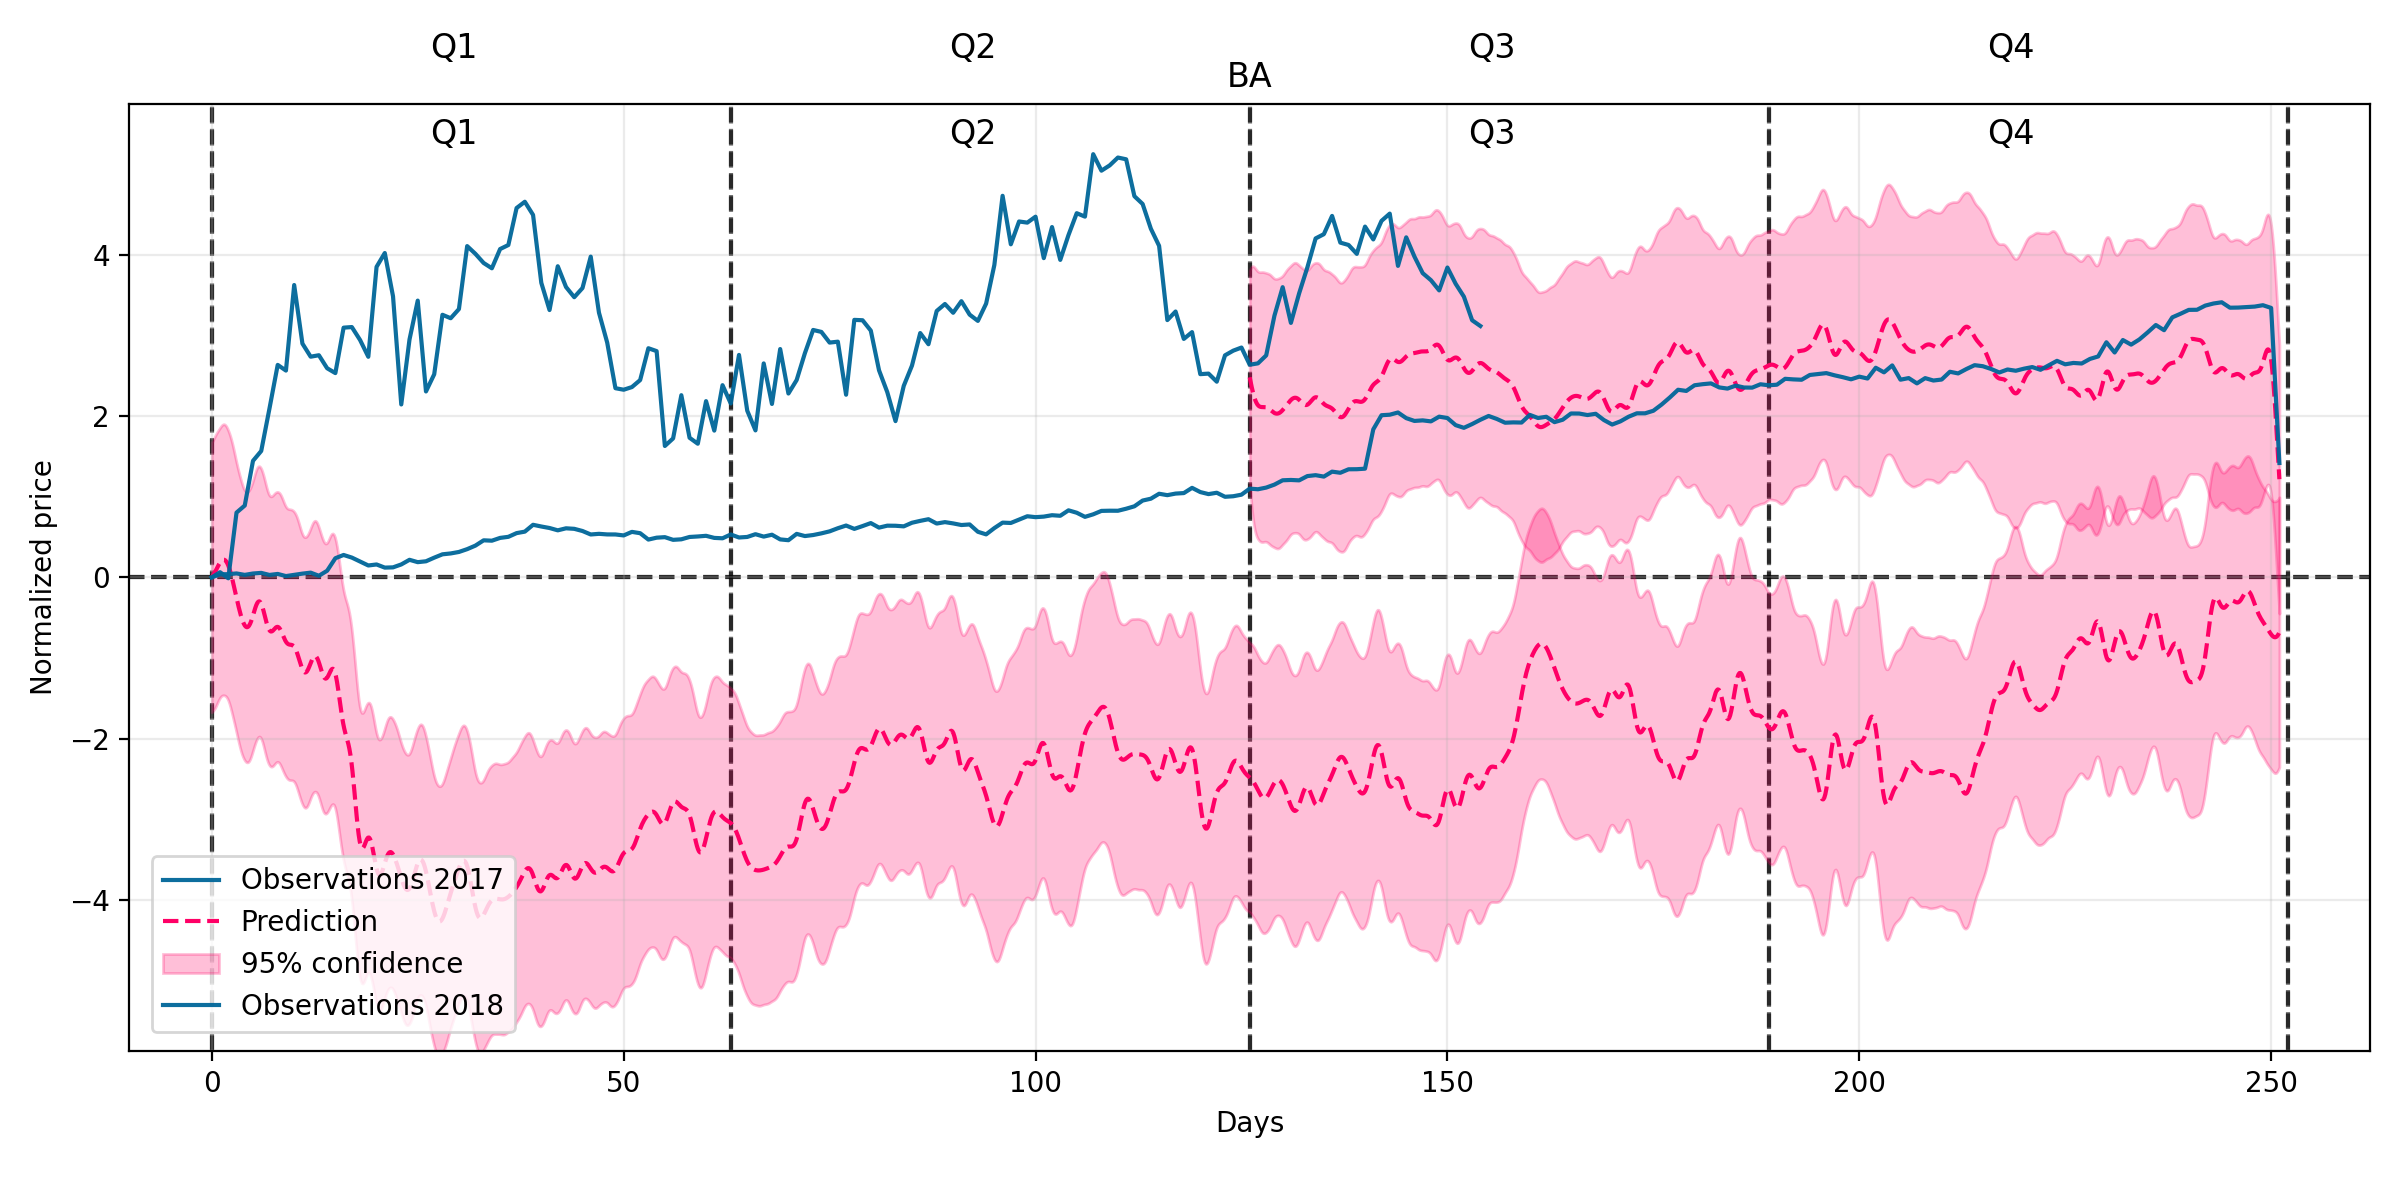 Q1 Q2 Q3 Q4
BA
Q1 Q2 Q3 Q4
4
2
0
−2
−4
Normalized price
Observations 2017
Prediction
95% confidence
Observations 2018
0 50 100 150 200 250
Days